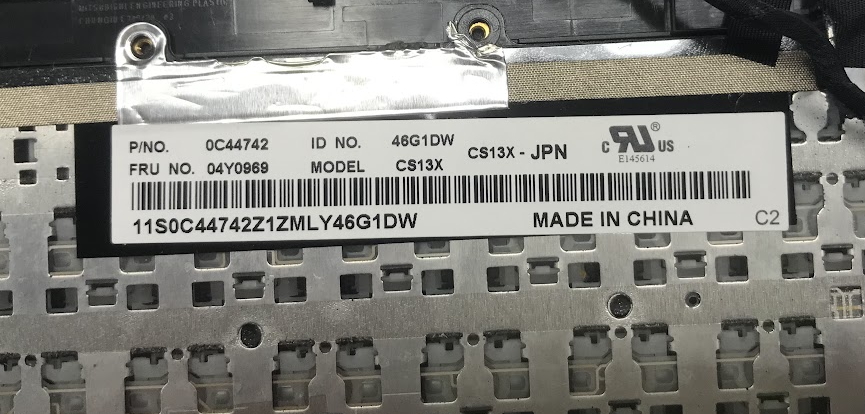 P/NO. 0C44742 ID NO. 46G1DW
FRU NO. 04Y0969 MODEL CS13X CS13X - JPN
C RU ® US
E145614
11S0C44742Z1ZMLY46G1DW MADE IN CHINA C2